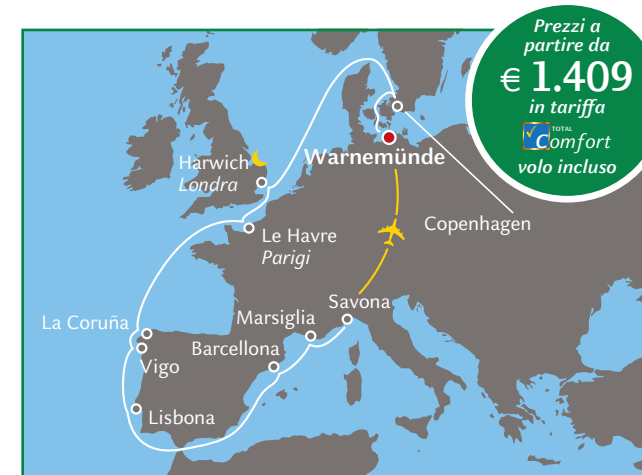 Prezzi a
partire da
€ 1.409
in tariffa
TOTAL
Comfort
volo incluso
Harwich
Londra
Warnemünde
Copenhagen
Le Havre
Parigi
Savona
La Coruña
Marsiglia
Barcellona
Vigo
Lisbona